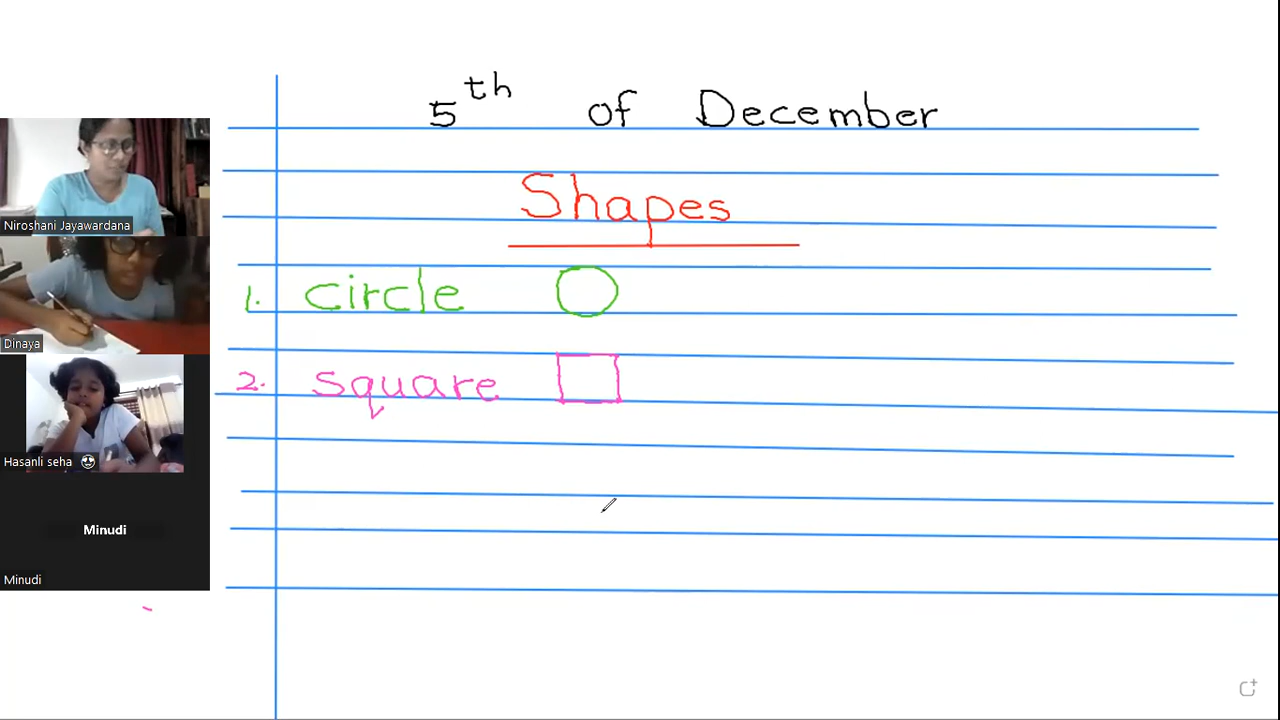 5th of December
Shapes
1. circle
2. square
Niroshani Jayawardana
Dinaya
Hasanli seha 😍
Minudi
Minudi